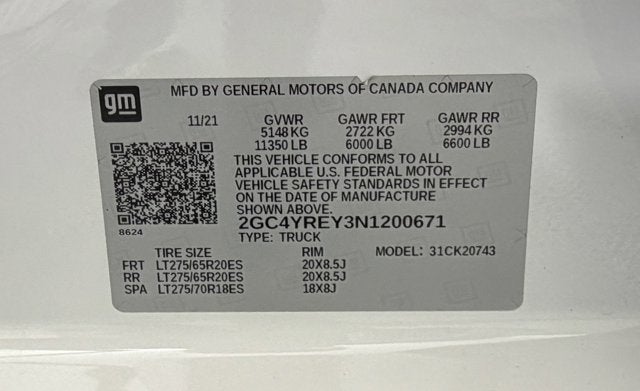 gm
MFD BY GENERAL MOTORS OF CANADA COMPANY
11/21 GVWR GAWR FRT GAWR RR
5148 KG 2722 KG 2994 KG
11350 LB 6000 LB 6600 LB
THIS VEHICLE CONFORMS TO ALL
APPLICABLE U.S. FEDERAL MOTOR
VEHICLE SAFETY STANDARDS IN EFFECT
ON THE DATE OF MANUFACTURE
SHOWN ABOVE.
8624
2GC4YREY3N1200671
TYPE: TRUCK
TIRE SIZE RIM MODEL: 31CK20743
FRT LT275/65R20ES 20X8.5J
RR LT275/65R20ES 20X8.5J
SPA LT275/70R18ES 18X8J